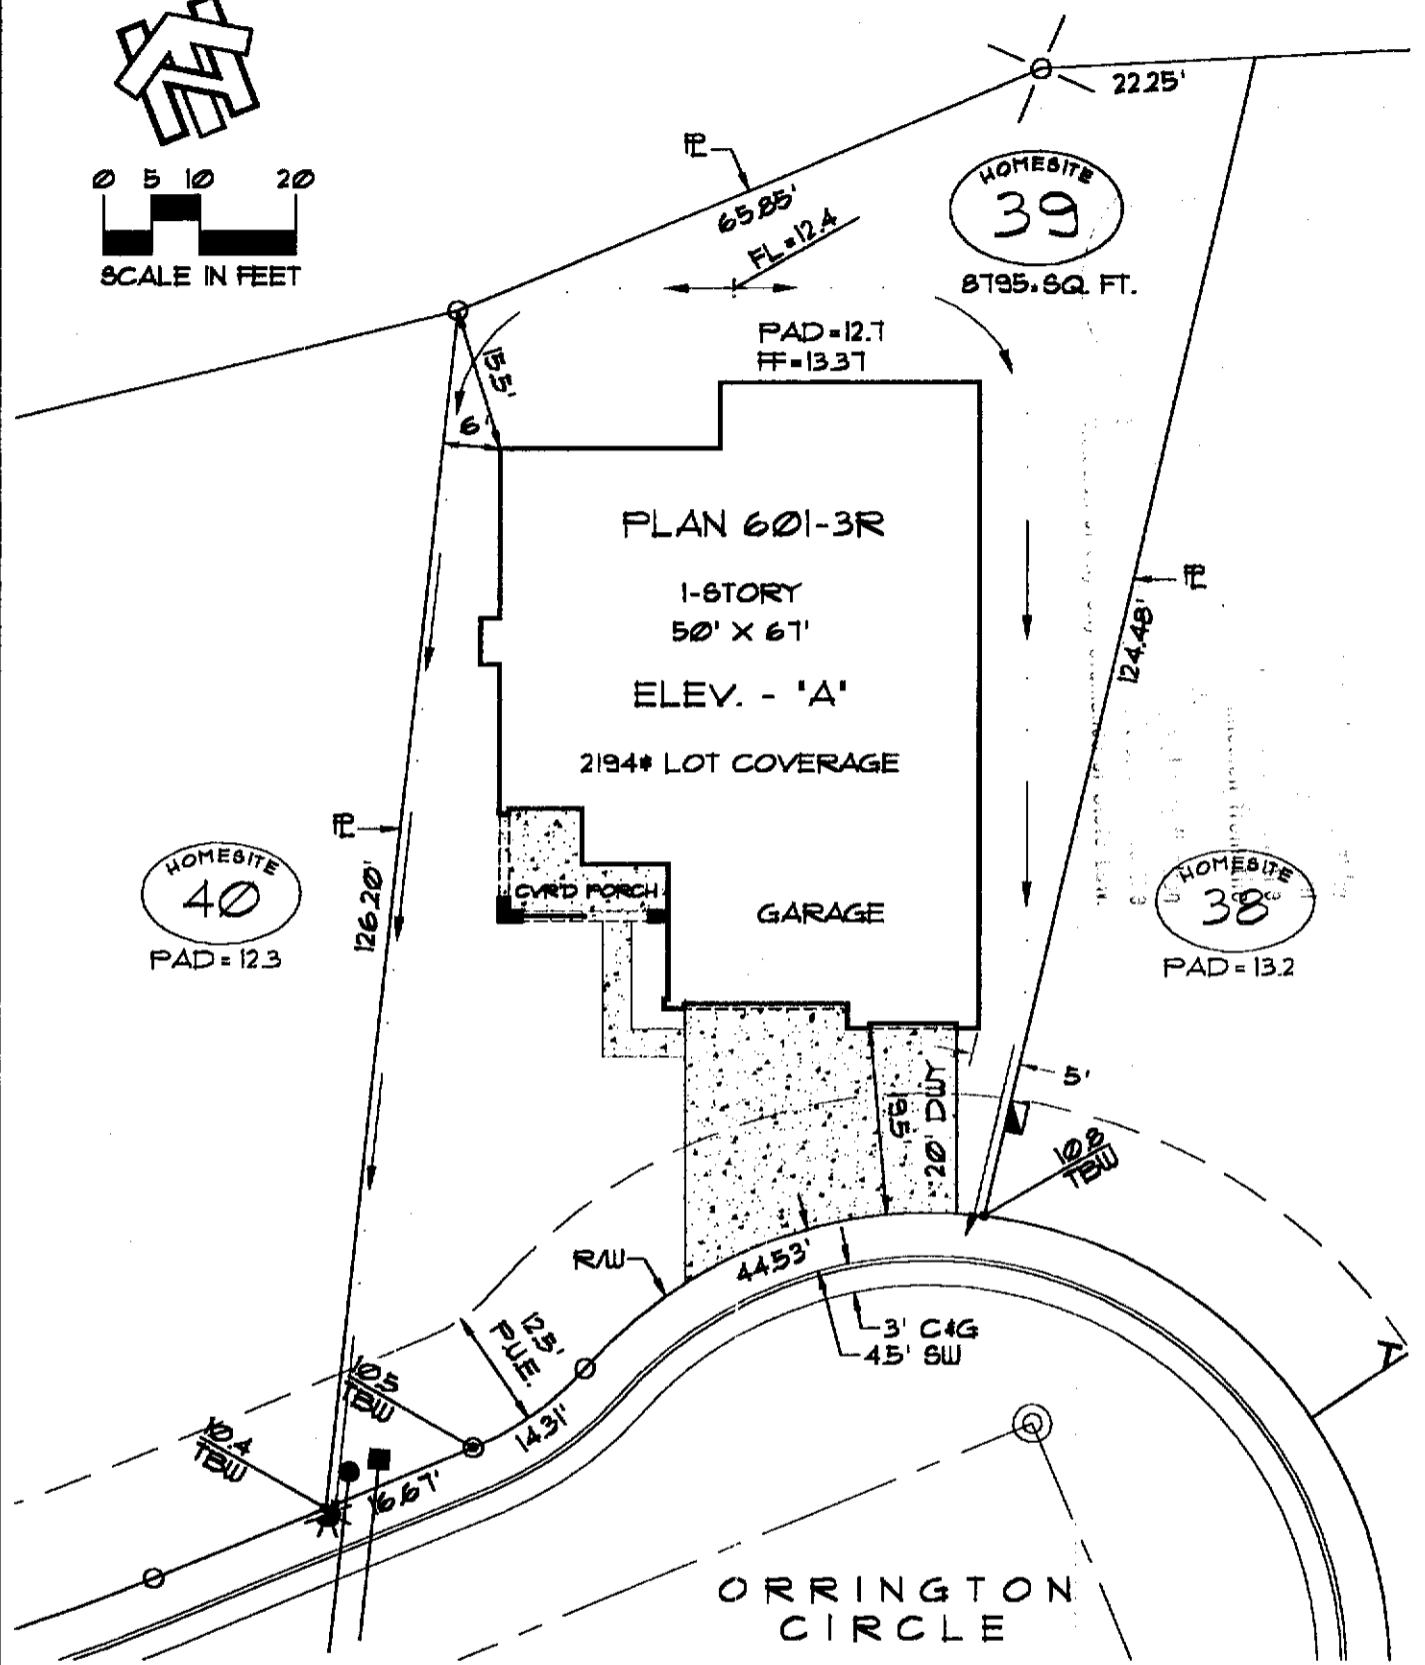 0 5 10 20
SCALE IN FEET
22.25'
PL
65.85'
FL=12.4
HOMESITE
39
8795± SQ. FT.
PAD=12.7
FF=13.37
15.5'
6'
PLAN 601-3R
1-STORY
50' X 67'
ELEV. - "A"
2194# LOT COVERAGE
PL
124.48'
PL
HOMESITE
40
PAD=12.3
126.20'
CVR'D PORCH
GARAGE
HOMESITE
38
PAD=13.2
5'
19.5'
20' DWY
10.8
TBW
R/W
44.53'
12.5'
P.U.E.
3' C&G
4.5' SW
10.5
TBW
14.31'
10.4
TBW
16.67'
ORRINGTON
CIRCLE